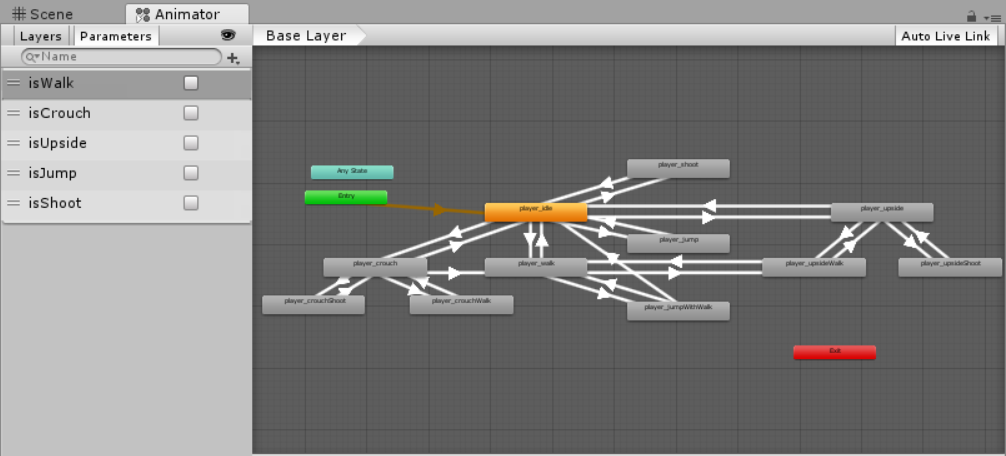 Scene
Animator
Layers
Parameters
Base Layer
Auto Live Link
Name
isWalk
isCrouch
isUpside
isJump
isShoot
Any State
Entry
player_shoot
player_idle
player_upside
player_jump
player_crouch
player_walk
player_upsideWalk
player_upsideShoot
player_crouchShoot
player_crouchWalk
player_jumpWithWalk
Exit